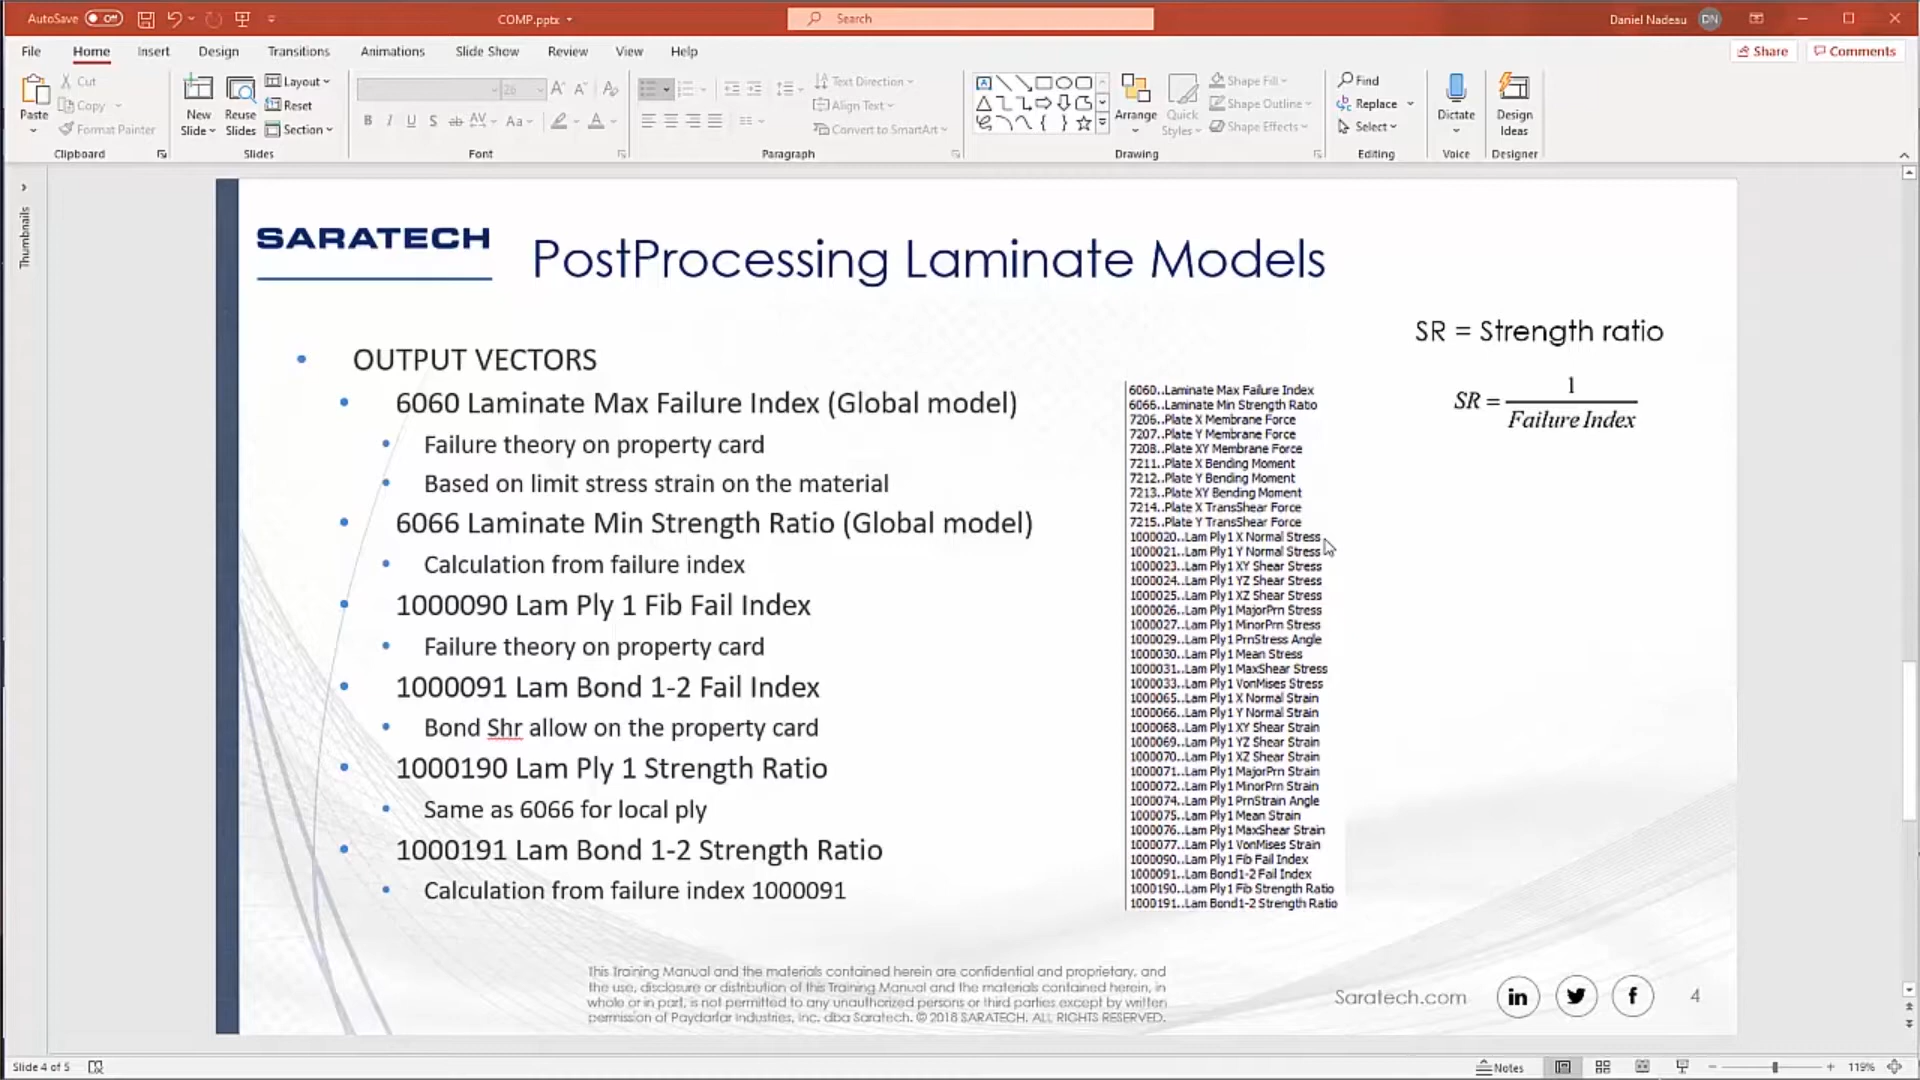 AutoSave Off
COMP.pptx
Search
Daniel Nadeau DN
File Home Insert Design Transitions Animations Slide Show Review View Help
Share Comments
Paste
Cut
Copy
Format Painter
Clipboard
New Slide
Reuse Slides
Layout
Reset
Section
Slides
26
B I U S ab AV Aa
Font
Text Direction
Align Text
Convert to SmartArt
Paragraph
Arrange
Quick Styles
Shape Fill
Shape Outline
Shape Effects
Drawing
Find
Replace
Select
Editing
Dictate
Voice
Design Ideas
Designer
Thumbnails
SARATECH
PostProcessing Laminate Models
• OUTPUT VECTORS
• 6060 Laminate Max Failure Index (Global model)
• Failure theory on property card
• Based on limit stress strain on the material
• 6066 Laminate Min Strength Ratio (Global model)
• Calculation from failure index
• 1000090 Lam Ply 1 Fib Fail Index
• Failure theory on property card
• 1000091 Lam Bond 1-2 Fail Index
• Bond Shr allow on the property card
• 1000190 Lam Ply 1 Strength Ratio
• Same as 6066 for local ply
• 1000191 Lam Bond 1-2 Strength Ratio
• Calculation from failure index 1000091
6060..Laminate Max Failure Index
6066..Laminate Min Strength Ratio
7206..Plate X Membrane Force
7207..Plate Y Membrane Force
7208..Plate XY Membrane Force
7211..Plate X Bending Moment
7212..Plate Y Bending Moment
7213..Plate XY Bending Moment
7214..Plate X TransShear Force
7215..Plate Y TransShear Force
1000020..Lam Ply1 X Normal Stress
1000021..Lam Ply1 Y Normal Stress
1000023..Lam Ply1 XY Shear Stress
1000024..Lam Ply1 YZ Shear Stress
1000025..Lam Ply1 XZ Shear Stress
1000026..Lam Ply1 MajorPrn Stress
1000027..Lam Ply1 MinorPrn Stress
1000029..Lam Ply1 PrnStress Angle
1000030..Lam Ply1 Mean Stress
1000031..Lam Ply1 MaxShear Stress
1000033..Lam Ply1 VonMises Stress
1000065..Lam Ply1 X Normal Strain
1000066..Lam Ply1 Y Normal Strain
1000068..Lam Ply1 XY Shear Strain
1000069..Lam Ply1 YZ Shear Strain
1000070..Lam Ply1 XZ Shear Strain
1000071..Lam Ply1 MajorPrn Strain
1000072..Lam Ply1 MinorPrn Strain
1000074..Lam Ply1 PrnStrain Angle
1000075..Lam Ply1 Mean Strain
1000076..Lam Ply1 MaxShear Strain
1000077..Lam Ply1 VonMises Strain
1000090..Lam Ply1 Fib Fail Index
1000091..Lam Bond1-2 Fail Index
1000190..Lam Ply1 Fib Strength Ratio
1000191..Lam Bond1-2 Strength Ratio
SR = Strength ratio
SR = 1 / Failure Index
This Training Manual and the materials contained herein are confidential and proprietary, and
the use, disclosure or distribution of this Training Manual and the materials contained herein, in
whole or in part, is not permitted to any unauthorized persons or third parties except by written
permission of Paydarfar Industries, Inc. dba Saratech. © 2018 SARATECH. ALL RIGHTS RESERVED.
Saratech.com
in
f
4
Slide 4 of 5
Notes
119%